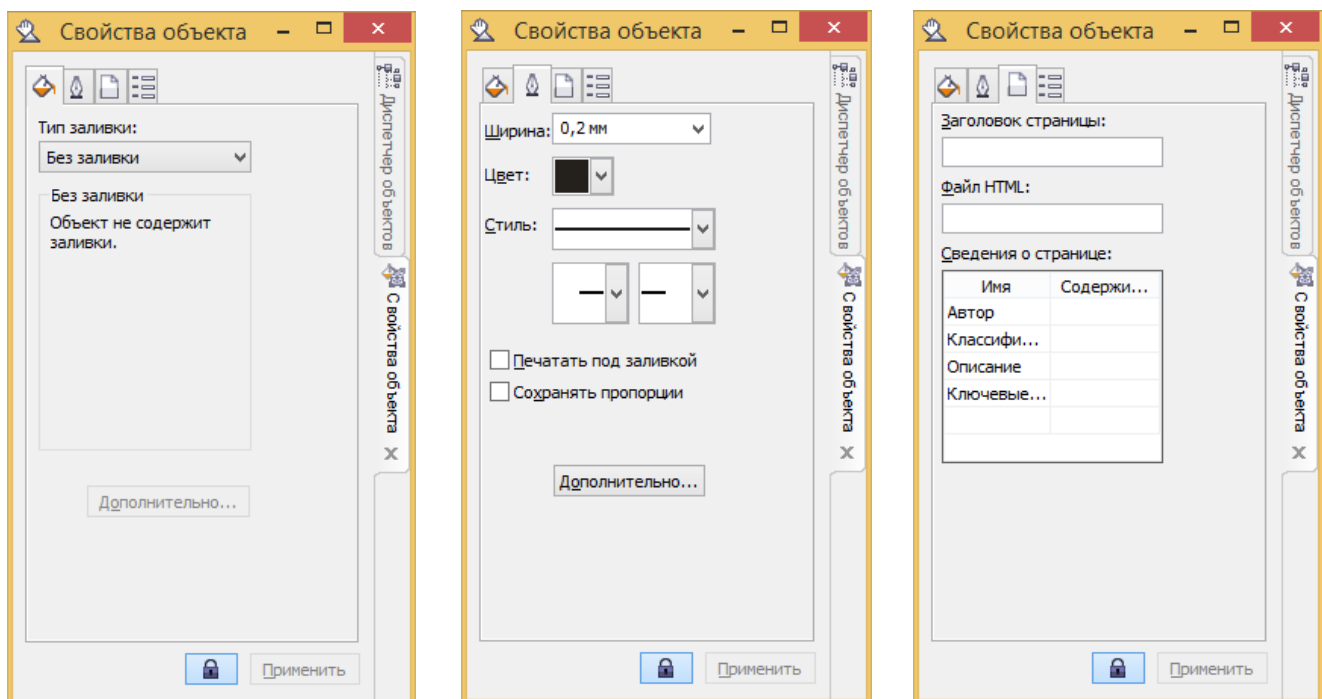 Свойства объекта
Тип заливки:
Без заливки
Без заливки
Объект не содержит
заливки.
Дополнительно...
Применить
Диспетчер объектов
Свойства объекта
Свойства объекта
Ширина: 0,2 мм
Цвет:
Стиль:
Печатать под заливкой
Сохранять пропорции
Дополнительно...
Применить
Диспетчер объектов
Свойства объекта
Свойства объекта
Заголовок страницы:
Файл HTML:
Сведения о странице:
Имя Содержи...
Автор
Классифи...
Описание
Ключевые...
Применить
Диспетчер объектов
Свойства объекта